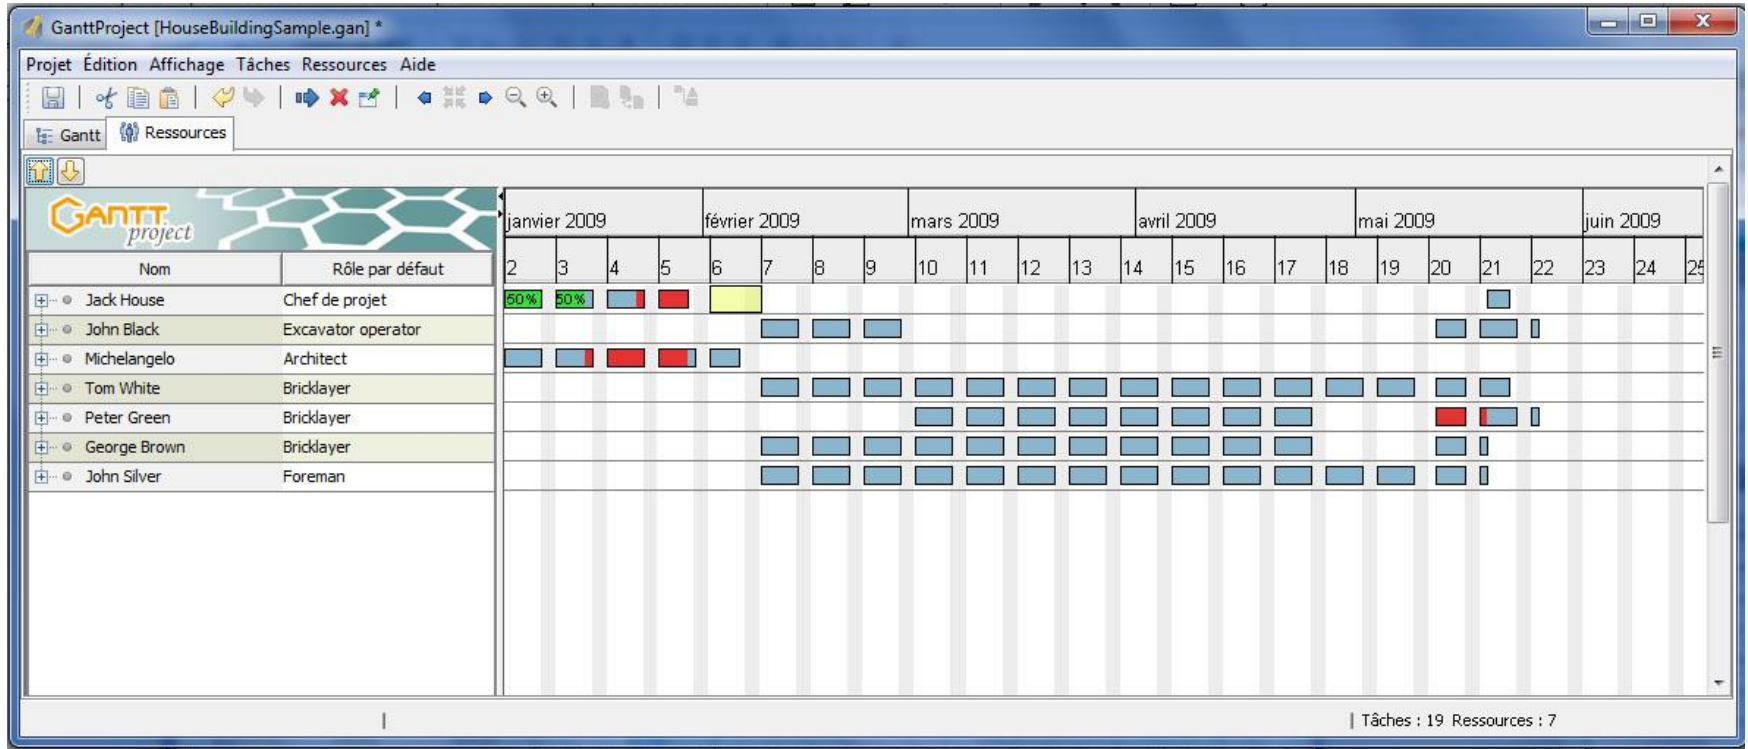 GanttProject [HouseBuildingSample.gan] *
Projet Édition Affichage Tâches Ressources Aide
Gantt Ressources
GANTT project
janvier 2009 février 2009 mars 2009 avril 2009 mai 2009 juin 2009
Nom Rôle par défaut 2 3 4 5 6 7 8 9 10 11 12 13 14 15 16 17 18 19 20 21 22 23 24 25
Jack House Chef de projet 50% 50%
John Black Excavator operator
Michelangelo Architect
Tom White Bricklayer
Peter Green Bricklayer
George Brown Bricklayer
John Silver Foreman
Tâches : 19 Ressources : 7